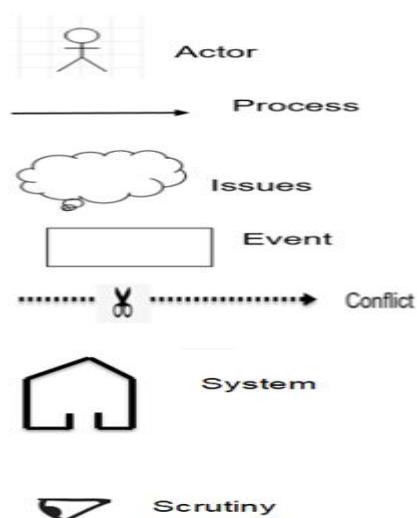 Actor
Process
Issues
Event
Conflict
System
Scrutiny